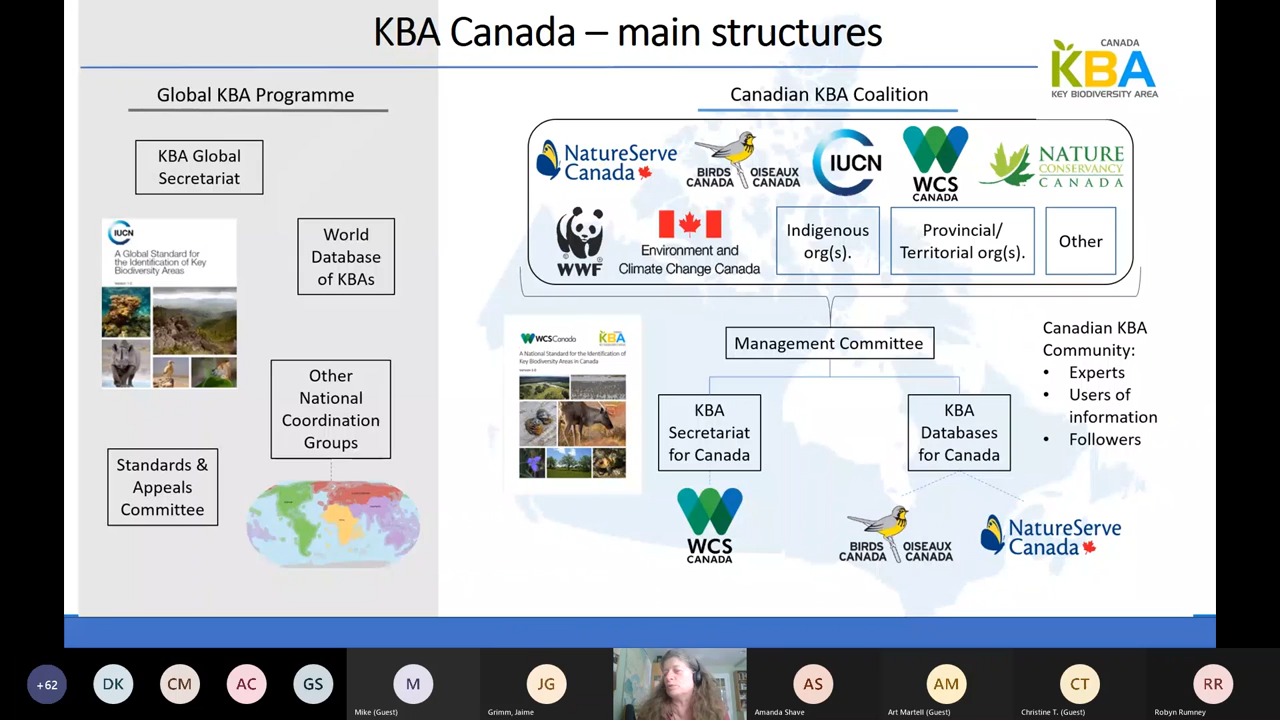 KBA Canada – main structures
CANADA
KBA
KEY BIODIVERSITY AREA
Global KBA Programme
KBA Global
Secretariat
IUCN
A Global Standard for
the Identification of Key
Biodiversity Areas
World
Database
of KBAs
Other
National
Coordination
Groups
Standards &
Appeals
Committee
Canadian KBA Coalition
NatureServe
Canada
BIRDS OISEAUX
CANADA CANADA
IUCN
WCS
CANADA
NATURE
CONSERVANCY
CANADA
WWF
®
Environment and
Climate Change Canada
Indigenous
org(s).
Provincial/
Territorial org(s).
Other
Management Committee
WCSCanada
KBA
A National Standard for the Identification of
Key Biodiversity Areas in Canada
KBA
Secretariat
for Canada
KBA
Databases
for Canada
WCS
CANADA
BIRDS OISEAUX
CANADA CANADA
NatureServe
Canada
Canadian KBA
Community:
• Experts
• Users of
information
• Followers
+62
DK
CM
AC
GS
M
Mike (Guest)
JG
Grimm, Jaime
AS
Amanda Shave
AM
Art Martell (Guest)
CT
Christine T. (Guest)
RR
Robyn Rumney